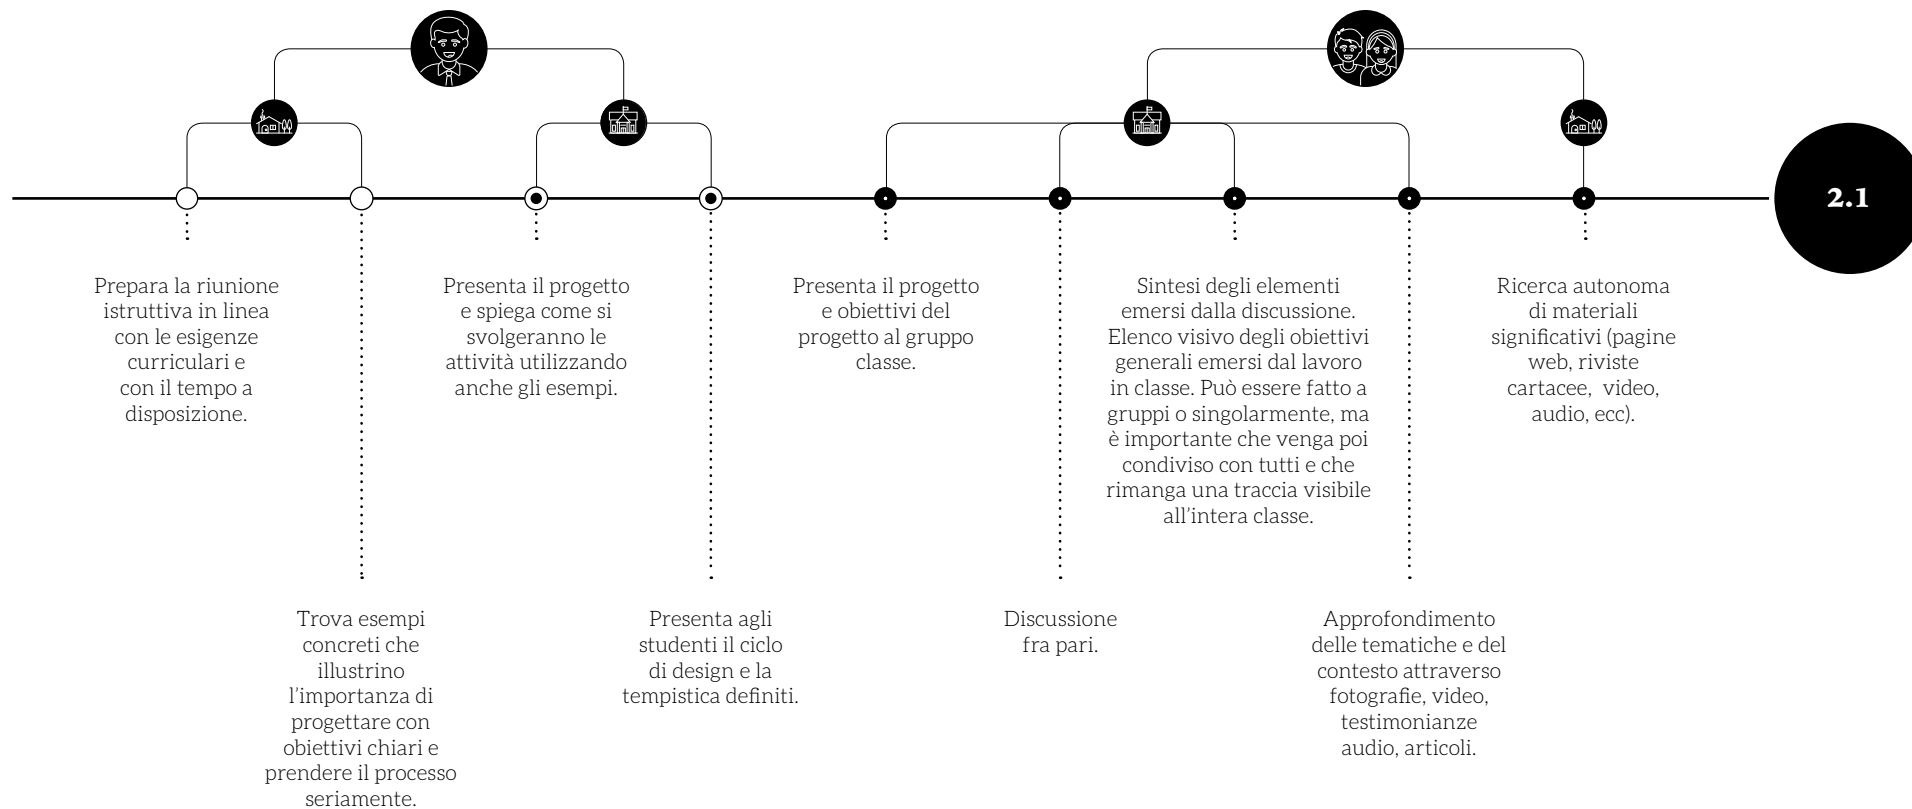 2.1
Prepara la riunione
istruttiva in linea
con le esigenze
curriculari e
con il tempo a
disposizione.
Presenta il progetto
e spiega come si
svolgeranno le
attività utilizzando
anche gli esempi.
Presenta il progetto
e obiettivi del
progetto al gruppo
classe.
Sintesi degli elementi
emersi dalla discussione.
Elenco visivo degli obiettivi
generali emersi dal lavoro
in classe. Può essere fatto a
gruppi o singolarmente, ma
è importante che venga poi
condiviso con tutti e che
rimanga una traccia visibile
all'intera classe.
Ricerca autonoma
di materiali
significativi (pagine
web, riviste
cartacee, video,
audio, ecc).
Trova esempi
concreti che
illustrino
l'importanza di
progettare con
obiettivi chiari e
prendere il processo
seriamente.
Presenta agli
studenti il ciclo
di design e la
tempistica definiti.
Discussione
fra pari.
Approfondimento
delle tematiche e del
contesto attraverso
fotografie, video,
testimonianze
audio, articoli.